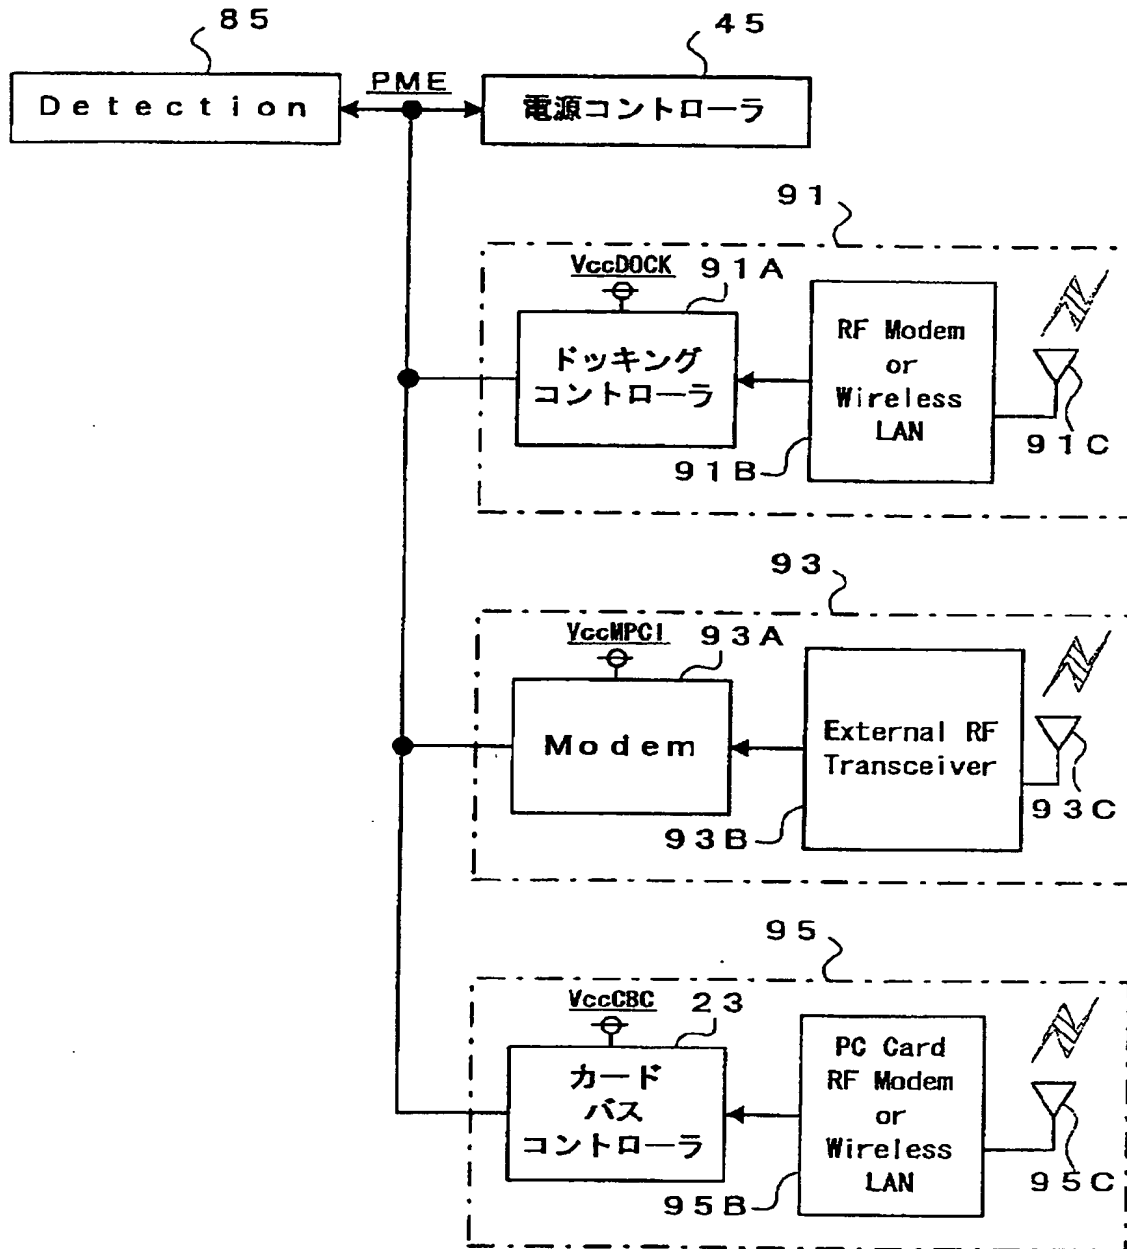 85
45
Detection
PME
電源コントローラ
91
VccDOCK
91A
ドッキング
コントローラ
RF Modem
or
Wireless
LAN
91B
91C
93
VccMPCI
93A
Modem
External RF
Transceiver
93B
93C
95
VccCBC
23
カード
バス
コントローラ
PC Card
RF Modem
or
Wireless
LAN
95B
95C